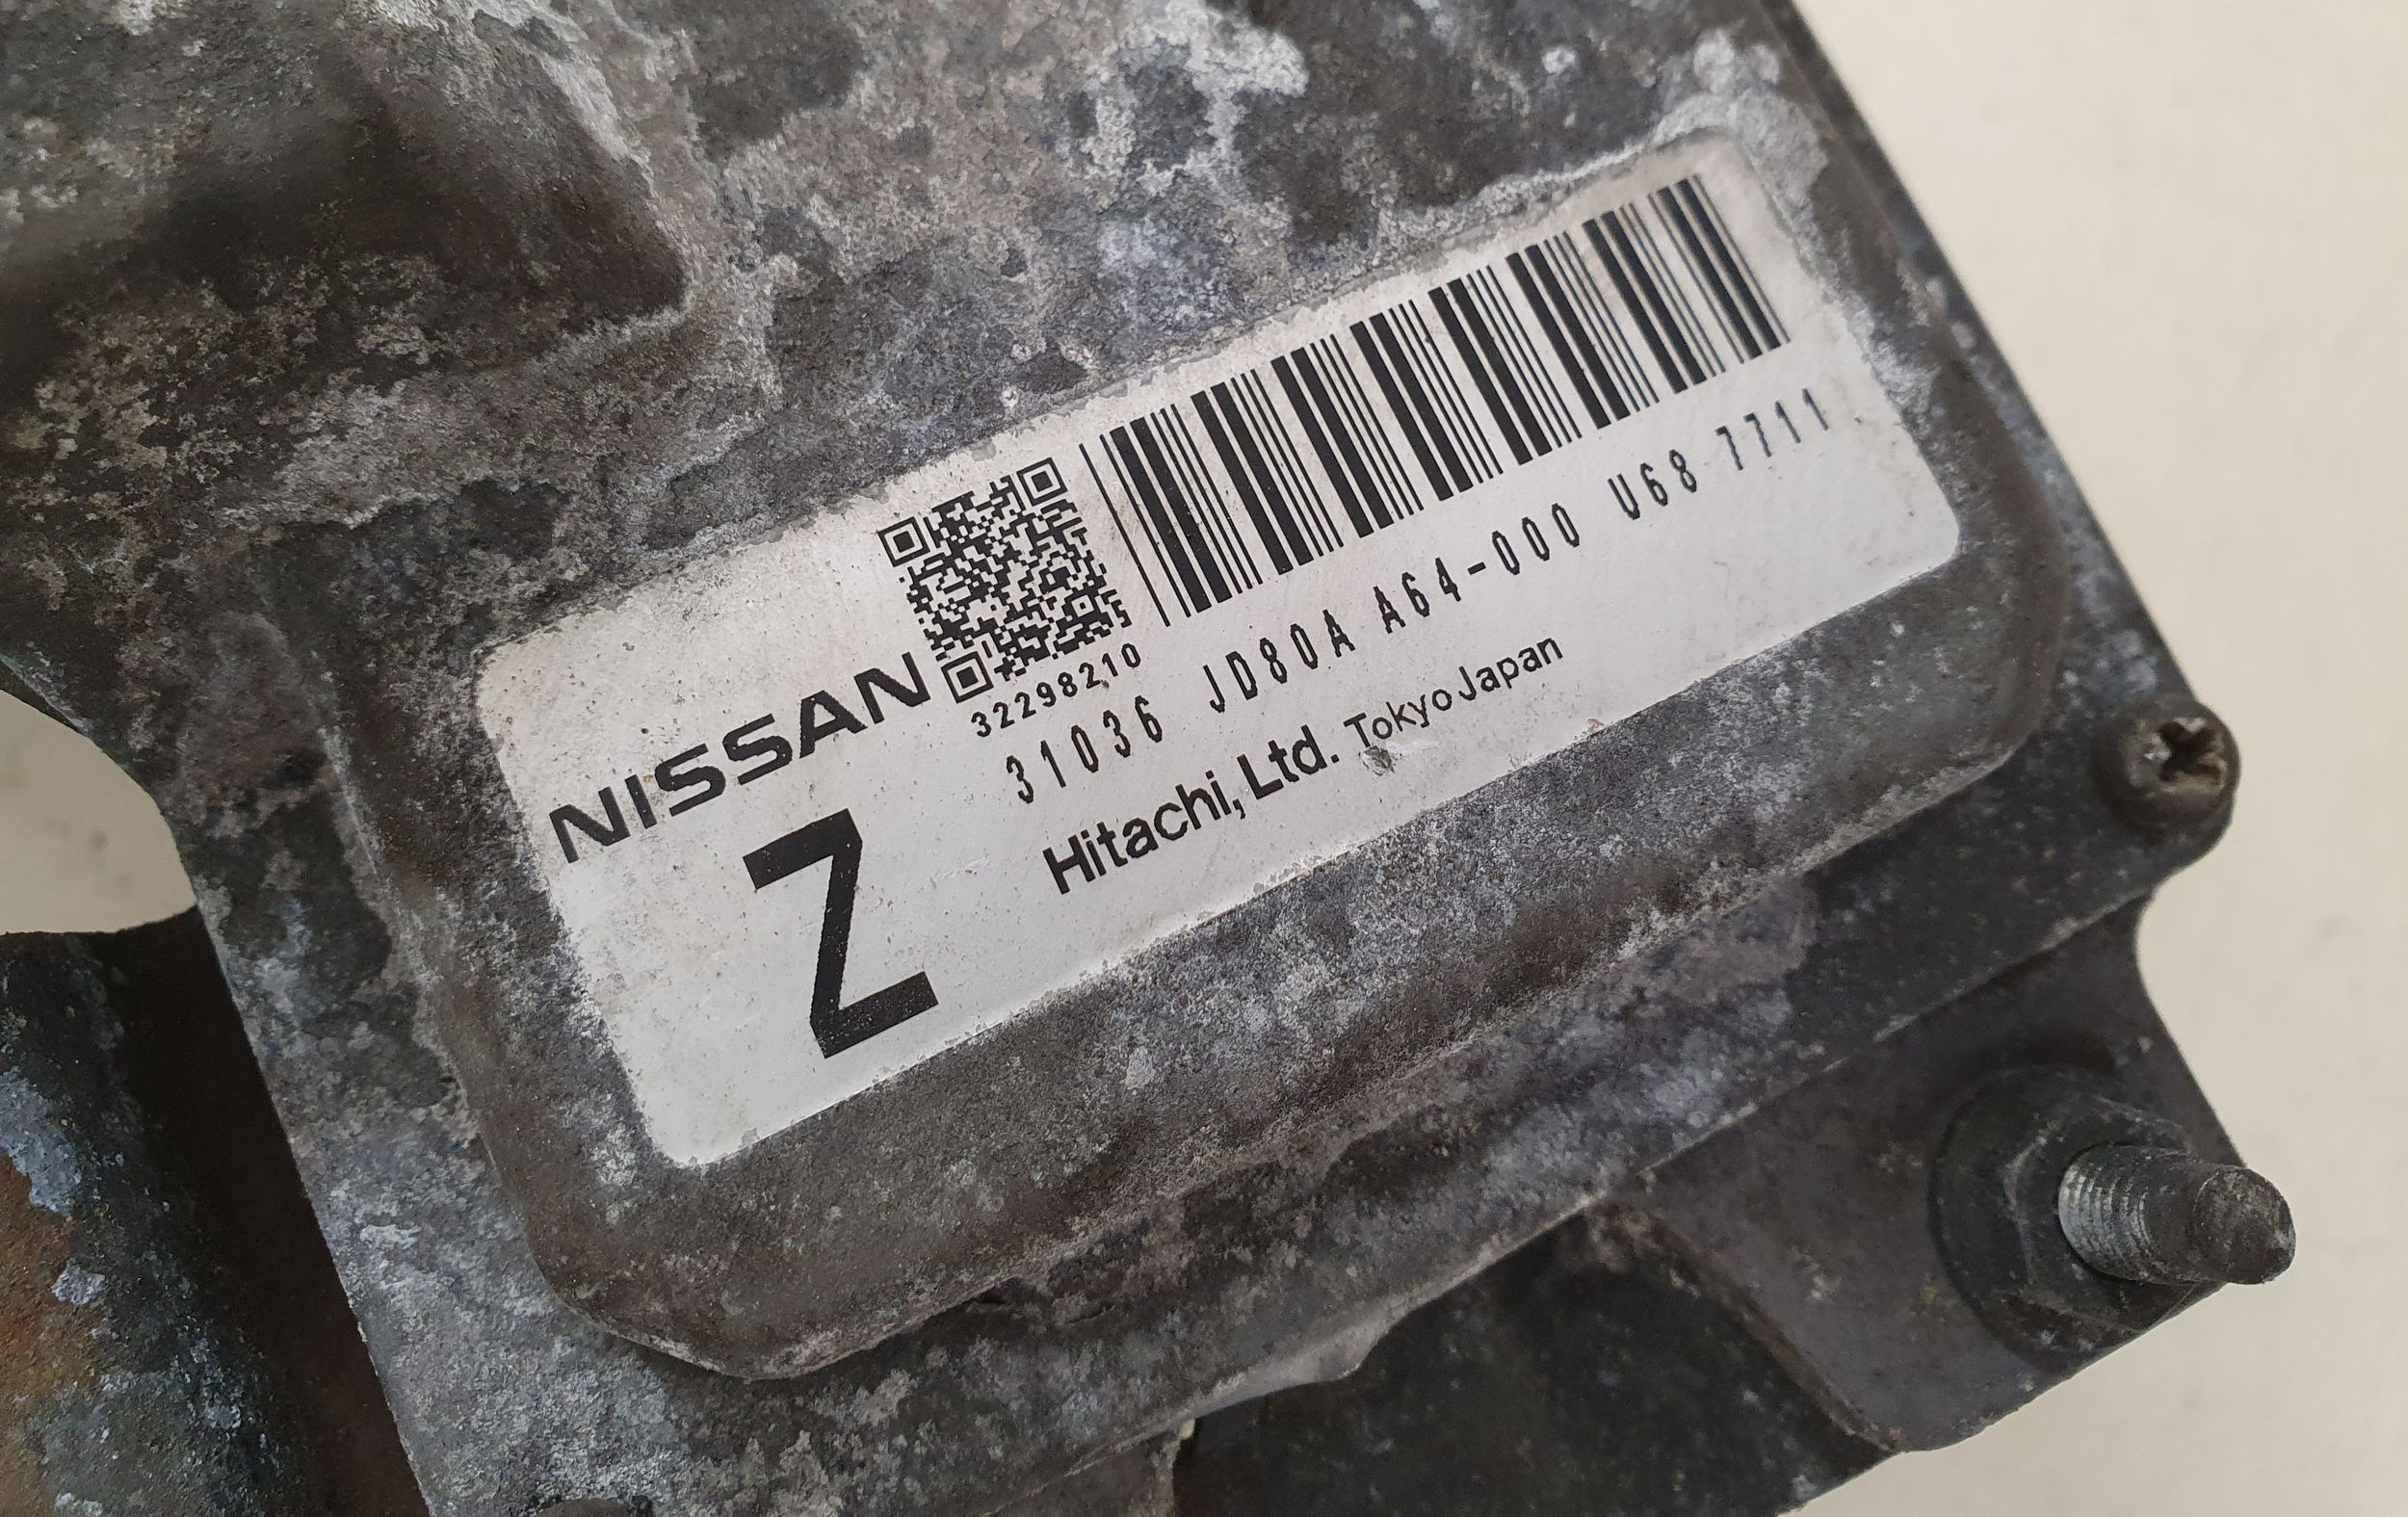 NISSAN
32298210
31036 JD80A A64-000 U68 7711
Z
Hitachi, Ltd. Tokyo Japan